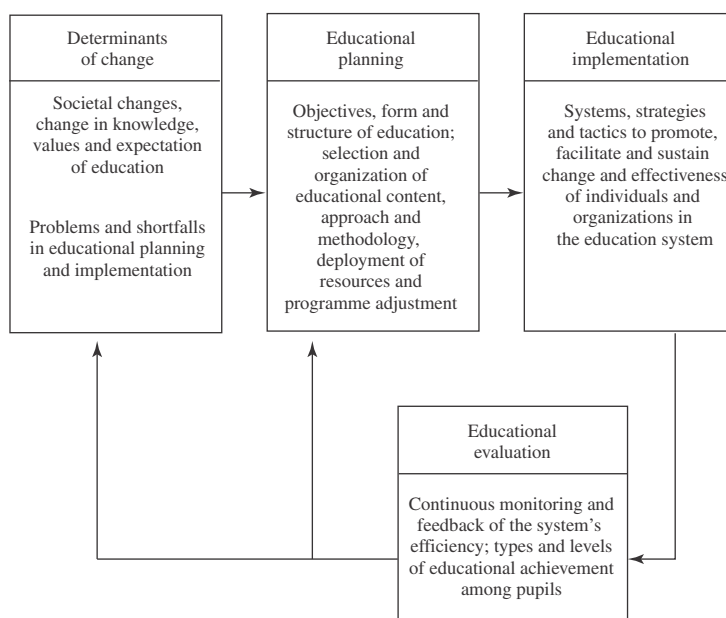 Determinants
of change
Societal changes,
change in knowledge,
values and expectation
of education
Problems and shortfalls
in educational planning
and implementation
Educational
planning
Objectives, form and
structure of education;
selection and
organization of
educational content,
approach and
methodology,
deployment of
resources and
programme adjustment
Educational
implementation
Systems, strategies
and tactics to promote,
facilitate and sustain
change and effectiveness
of individuals and
organizations in
the education system
Educational
evaluation
Continuous monitoring and
feedback of the system's
efficiency; types and levels
of educational achievement
among pupils